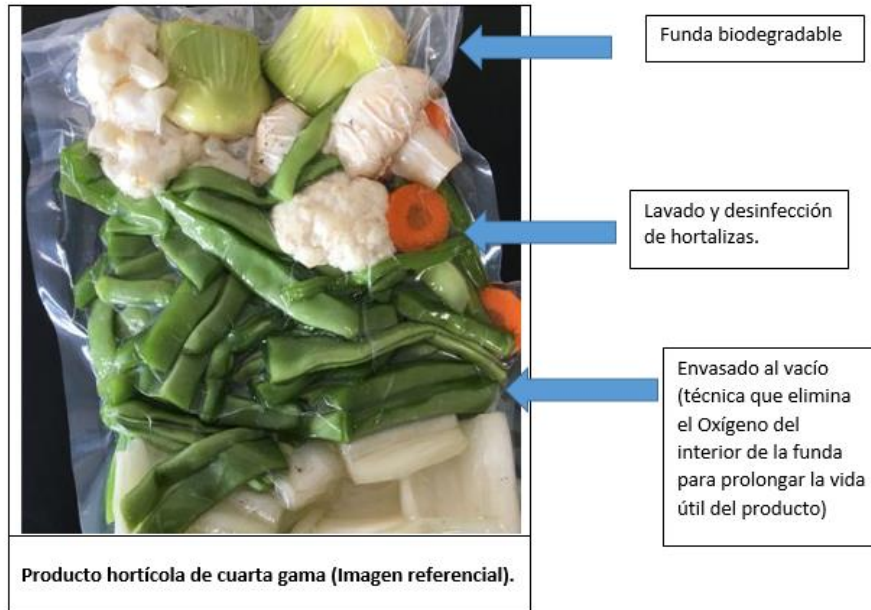 Funda biodegradable
Lavado y desinfección
de hortalizas.
Envasado al vacío
(técnica que elimina
el Oxígeno del
interior de la funda
para prolongar la vida
útil del producto)
Producto hortícola de cuarta gama (Imagen referencial).